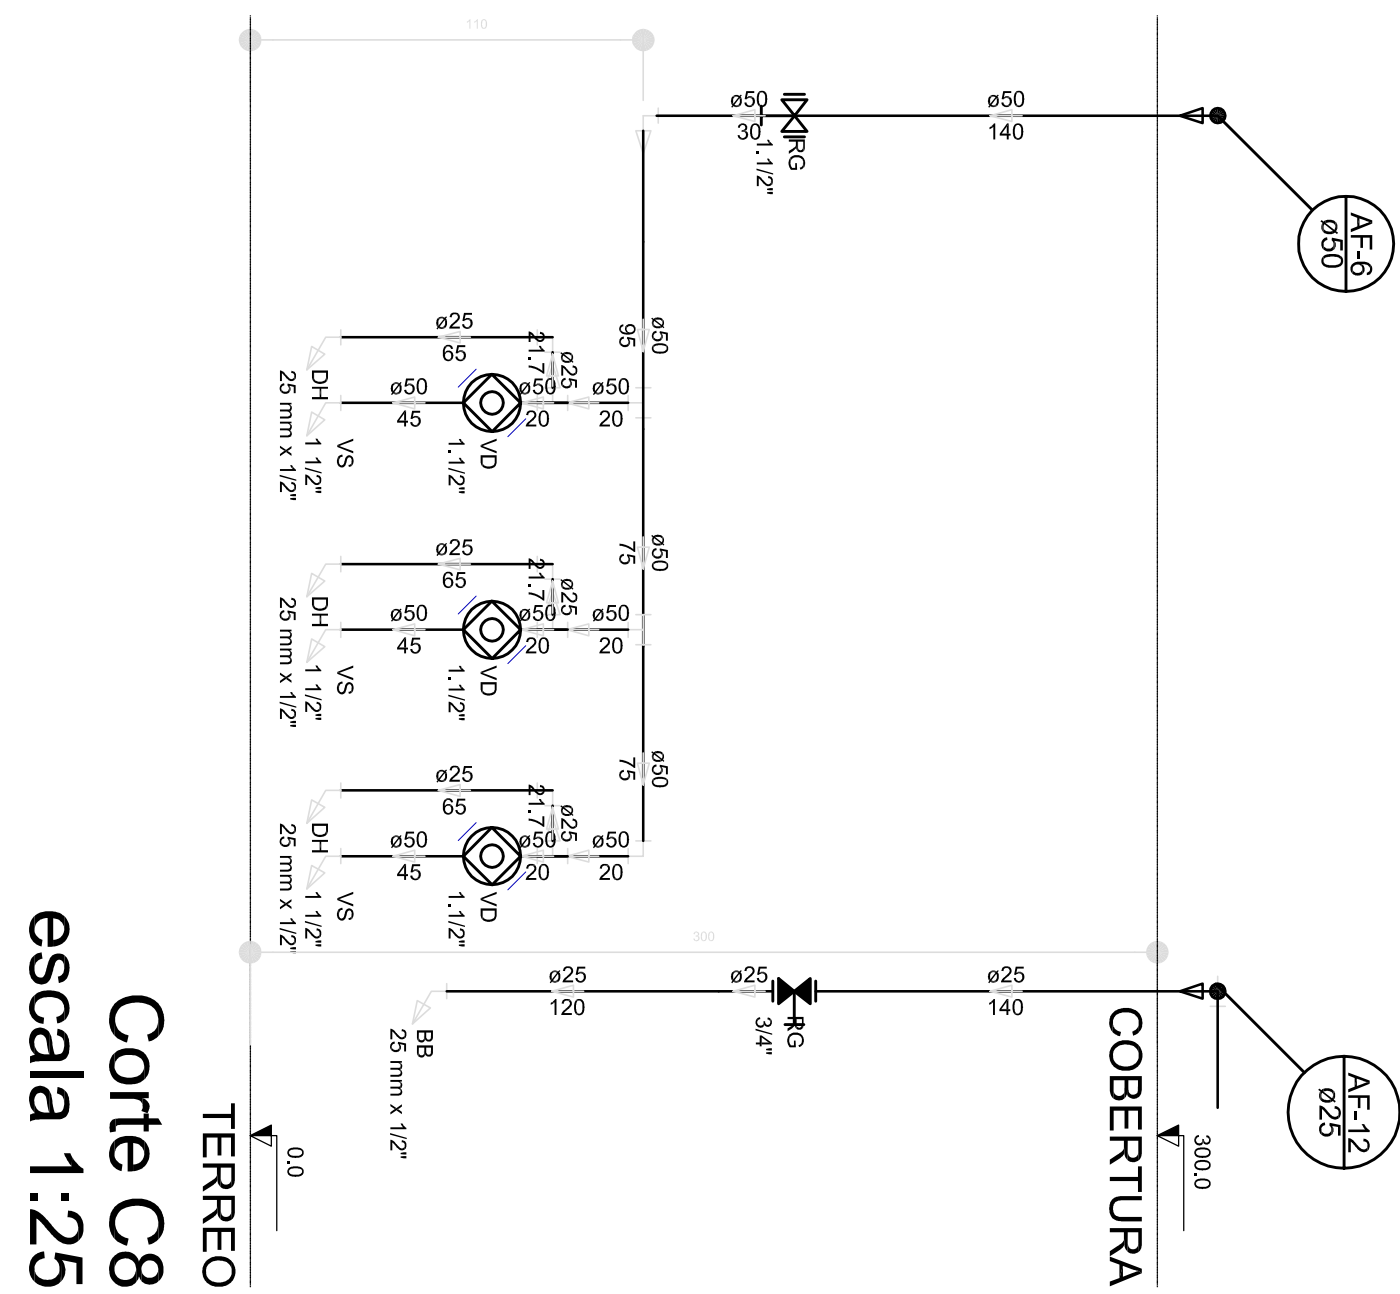 110
ø50
30
1.1/2"
RG
ø50
140
AF-6
ø50
ø50
95
ø25
65
21.7
ø25
ø50
45
ø50
20
ø50
20
DH
25 mm x 1/2"
VS
1 1/2"
VD
1.1/2"
ø50
75
ø25
65
21.7
ø25
ø50
45
ø50
20
ø50
20
DH
25 mm x 1/2"
VS
1 1/2"
VD
1.1/2"
ø50
75
ø25
65
21.7
ø25
ø50
45
ø50
20
ø50
20
DH
25 mm x 1/2"
VS
1 1/2"
VD
1.1/2"
300
ø25
120
ø25
RG
3/4"
ø25
140
BB
25 mm x 1/2"
AF-12
ø25
COBERTURA
300.0
TERREO
0.0
Corte C8
escala 1:25